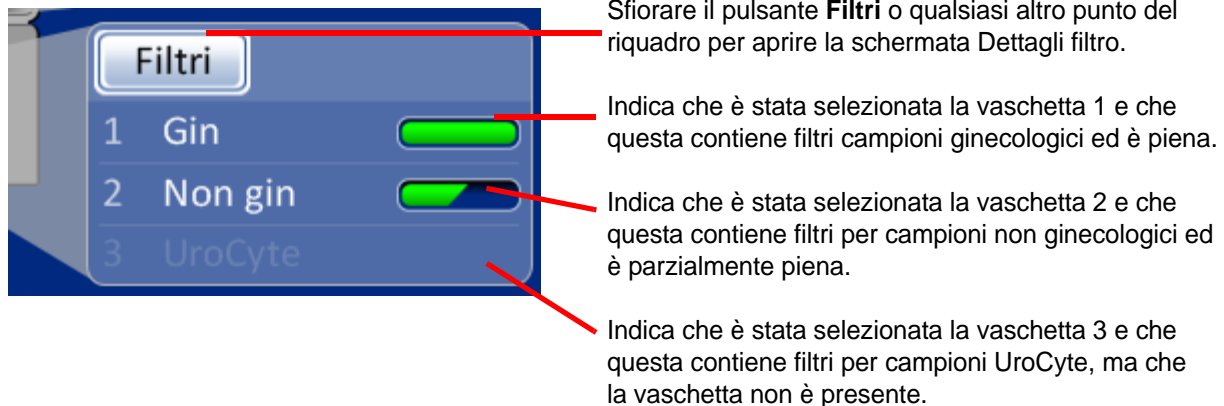 Filtri
1 Gin
2 Non gin
3 UroCyte
Sfiorare il pulsante Filtri o qualsiasi altro punto del
riquadro per aprire la schermata Dettagli filtro.
Indica che è stata selezionata la vaschetta 1 e che
questa contiene filtri campioni ginecologici ed è piena.
Indica che è stata selezionata la vaschetta 2 e che
questa contiene filtri per campioni non ginecologici ed
è parzialmente piena.
Indica che è stata selezionata la vaschetta 3 e che
questa contiene filtri per campioni UroCyte, ma che
la vaschetta non è presente.